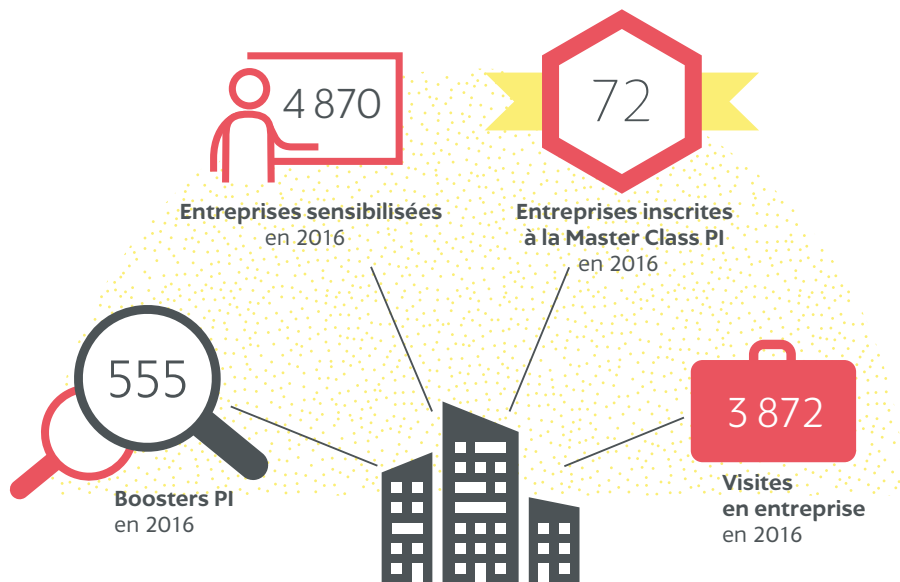 4 870
Entreprises sensibilisées
en 2016
72
Entreprises inscrites
à la Master Class PI
en 2016
555
Boosters PI
en 2016
3 872
Visites
en entreprise
en 2016